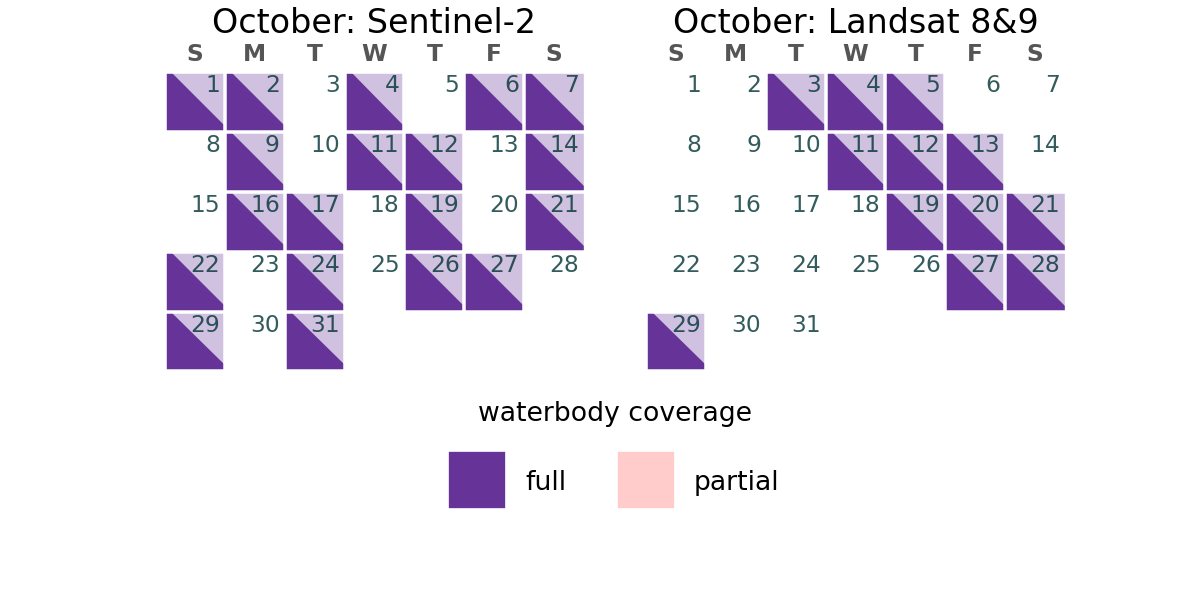 October: Sentinel-2
S M T W T F S
1 2 3 4 5 6 7
8 9 10 11 12 13 14
15 16 17 18 19 20 21
22 23 24 25 26 27 28
29 30 31
October: Landsat 8&9
S M T W T F S
1 2 3 4 5 6 7
8 9 10 11 12 13 14
15 16 17 18 19 20 21
22 23 24 25 26 27 28
29 30 31
waterbody coverage
full partial